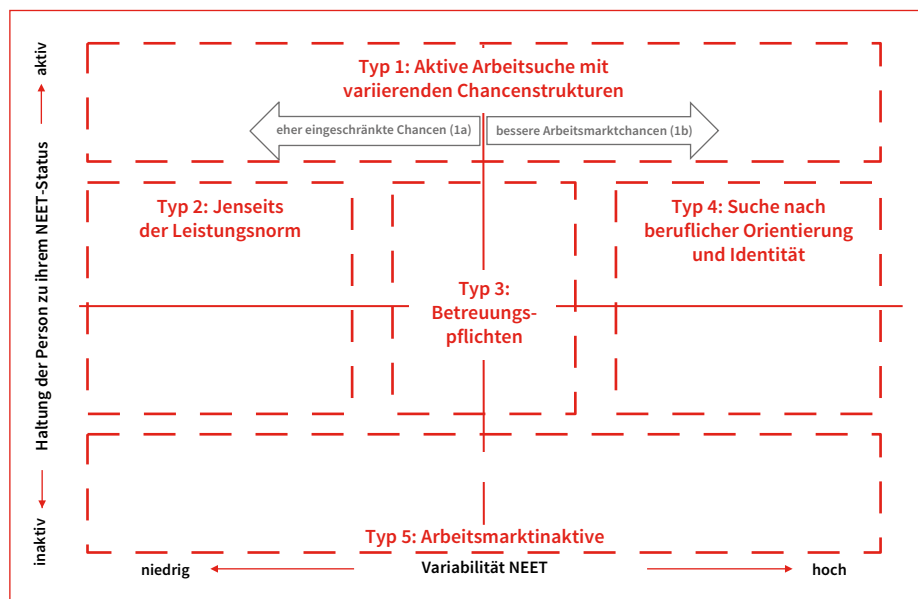 aktiv
Haltung der Person zu ihrem NEET-Status
inaktiv
Typ 1: Aktive Arbeitsuche mit
variierenden Chancenstrukturen
eher eingeschränkte Chancen (1a)
bessere Arbeitsmarktchancen (1b)
Typ 2: Jenseits
der Leistungsnorm
Typ 3:
Betreuungs-
pflichten
Typ 4: Suche nach
beruflicher Orientierung
und Identität
Typ 5: Arbeitsmarktinaktive
niedrig
Variabilität NEET
hoch